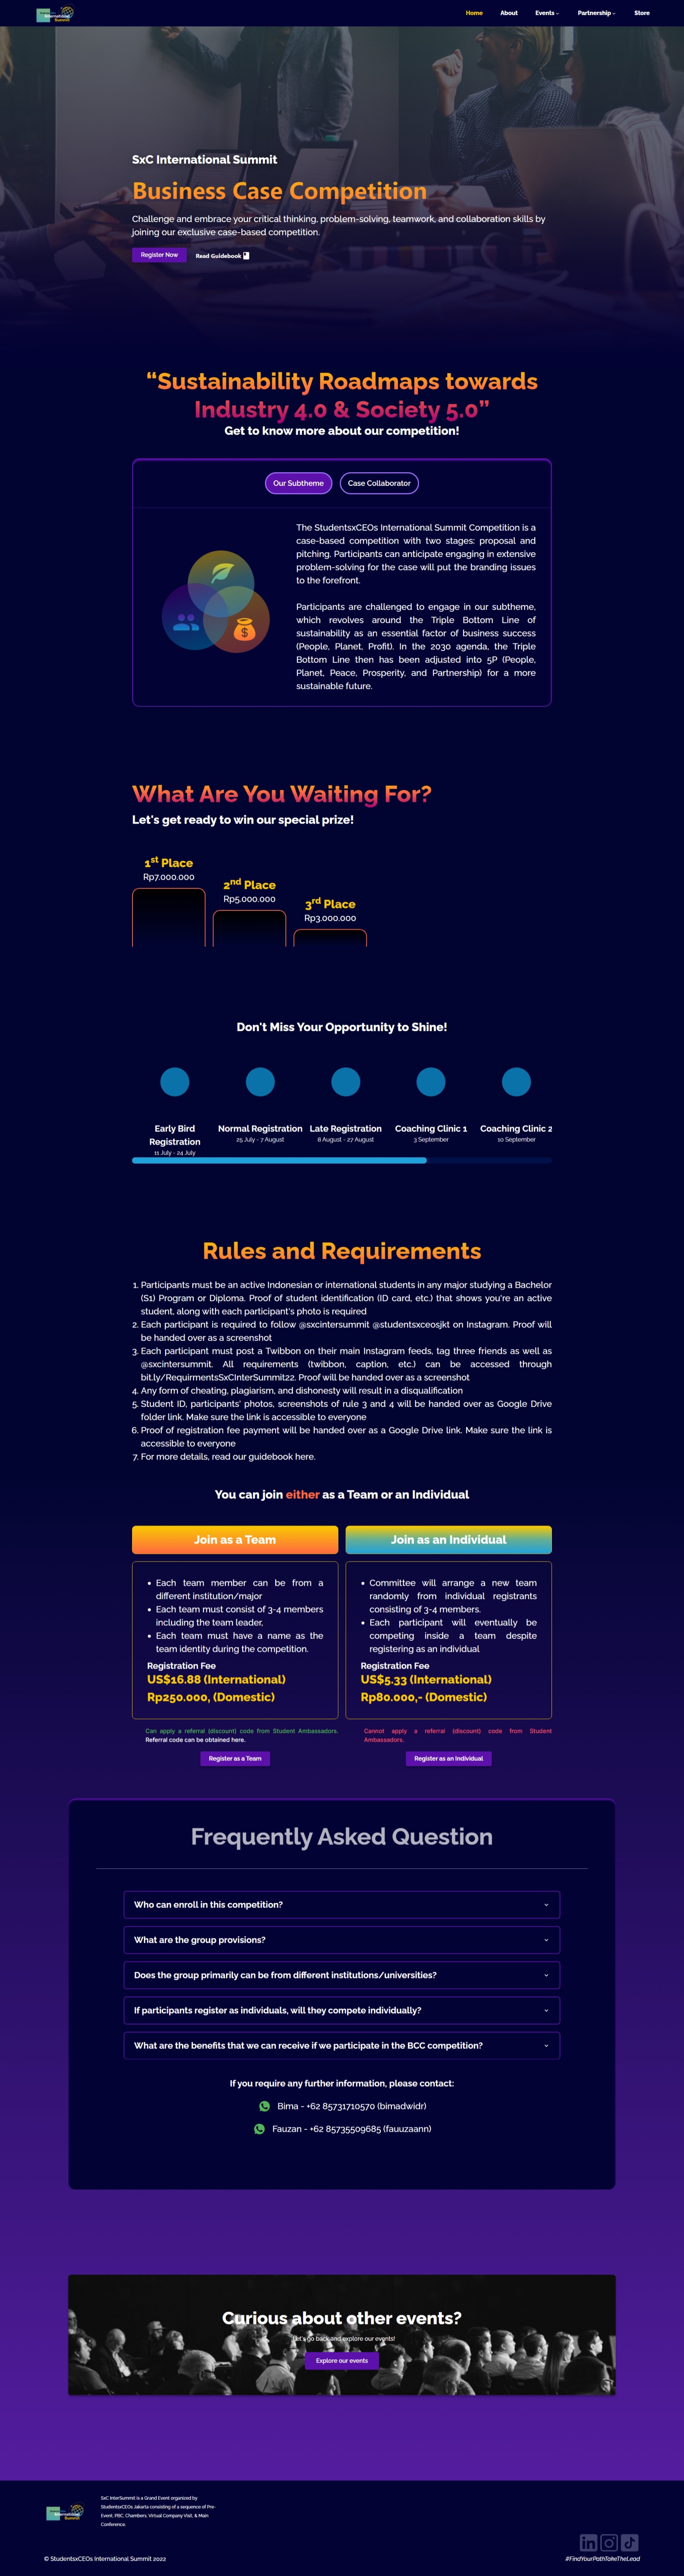 International
Summit
Home
About
Events
Partnership
Store
SxC International Summit
Business Case Competition
Challenge and embrace your critical thinking, problem-solving, teamwork, and collaboration skills by
joining our exclusive case-based competition.
Register Now
Read Guidebook
“Sustainability Roadmaps towards
Industry 4.0 & Society 5.0”
Get to know more about our competition!
Our Subtheme
Case Collaborator
The StudentsxCEOs International Summit Competition is a
case-based competition with two stages: proposal and
pitching. Participants can anticipate engaging in extensive
problem-solving for the case will put the branding issues
to the forefront.
Participants are challenged to engage in our subtheme,
which revolves around the Triple Bottom Line of
sustainability as an essential factor of business success
(People, Planet, Profit). In the 2030 agenda, the Triple
Bottom Line then has been adjusted into 5P (People,
Planet, Peace, Prosperity, and Partnership) for a more
sustainable future.
What Are You Waiting For?
Let's get ready to win our special prize!
1st Place
Rp7.000.000
2nd Place
Rp5.000.000
3rd Place
Rp3.000.000
Don't Miss Your Opportunity to Shine!
Early Bird
Registration
11 July - 24 July
Normal Registration
25 July - 7 August
Late Registration
8 August - 27 August
Coaching Clinic 1
3 September
Coaching Clinic 2
10 September
Rules and Requirements
1. Participants must be an active Indonesian or international students in any major studying a Bachelor
(S1) Program or Diploma. Proof of student identification (ID card, etc.) that shows you're an active
student, along with each participant's photo is required
2. Each participant is required to follow @sxcintersummit @studentsxceosjkt on Instagram. Proof will
be handed over as a screenshot
3. Each participant must post a Twibbon on their main Instagram feeds, tag three friends as well as
@sxcintersummit. All requirements (twibbon, caption, etc.) can be accessed through
bit.ly/RequirmentsSxCInterSummit22. Proof will be handed over as a screenshot
4. Any form of cheating, plagiarism, and dishonesty will result in a disqualification
5. Student ID, participants' photos, screenshots of rule 3 and 4 will be handed over as Google Drive
folder link. Make sure the link is accessible to everyone
6. Proof of registration fee payment will be handed over as a Google Drive link. Make sure the link is
accessible to everyone
7. For more details, read our guidebook here.
You can join either as a Team or an Individual
Join as a Team
• Each team member can be from a
different institution/major
• Each team must consist of 3-4 members
including the team leader,
• Each team must have a name as the
team identity during the competition.
Registration Fee
US$16.88 (International)
Rp250.000, (Domestic)
Can apply a referral (discount) code from Student Ambassadors.
Referral code can be obtained here.
Register as a Team
Join as an Individual
• Committee will arrange a new team
randomly from individual registrants
consisting of 3-4 members.
• Each participant will eventually be
competing inside a team despite
registering as an individual
Registration Fee
US$5.33 (International)
Rp80.000,- (Domestic)
Cannot apply a referral (discount) code from Student
Ambassadors.
Register as an Individual
Frequently Asked Question
Who can enroll in this competition?
What are the group provisions?
Does the group primarily can be from different institutions/universities?
If participants register as individuals, will they compete individually?
What are the benefits that we can receive if we participate in the BCC competition?
If you require any further information, please contact:
Bima - +62 85731710570 (bimadwidr)
Fauzan - +62 85735509685 (fauuzaann)
Curious about other events?
Let's go back and explore our events!
Explore our events
International
Summit
SxC InterSummit is a Grand Event organized by
StudentsxCEOs Jakarta consisting of a sequence of Pre-
Event, PBC, Chambers, Virtual Company Visit, & Main
Conference.
© StudentsxCEOs International Summit 2022
#FindYourPathTakeTheLead